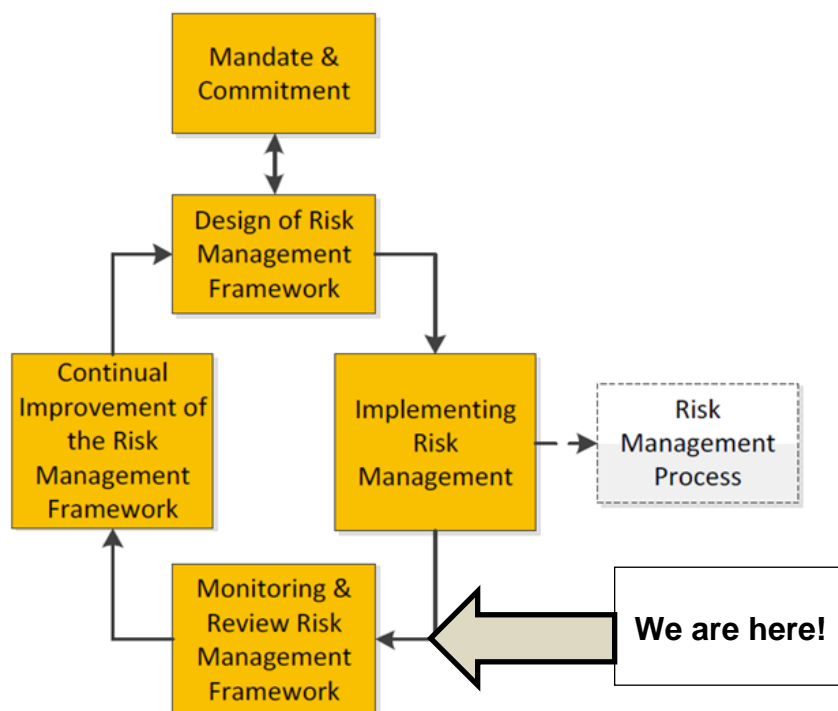 Mandate &
Commitment
Design of Risk
Management
Framework
Continual
Improvement of
the Risk
Management
Framework
Implementing
Risk
Management
Risk
Management
Process
Monitoring &
Review Risk
Management
Framework
We are here!